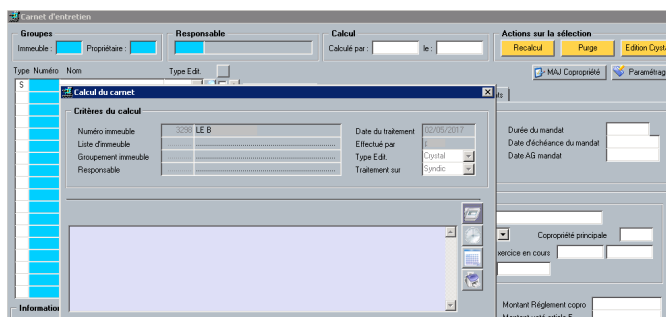 Carnet d'entretien
Groupes
Responsable
Calcul
Actions sur la sélection
Immeuble :
Propriétaire :
Calculé par :
le :
Recalcul
Purge
Edition Crysta
Type Numéro Nom
Type Edit.
MAJ Copropriété
Paramétrag
S
Calcul du carnet
Critères du calcul
Numéro immeuble 3298 LE B
Date du traitement 02/05/2017
Liste d'immeuble
Effectué par 1
Groupement immeuble
Type Edit. Crystal
Responsable
Traitement sur Syndic
Durée du mandat
Date d'échéance du mandat
Date AG mandat
Copropriété principale
xercice en cours
Informatio
Montant Réglement copro